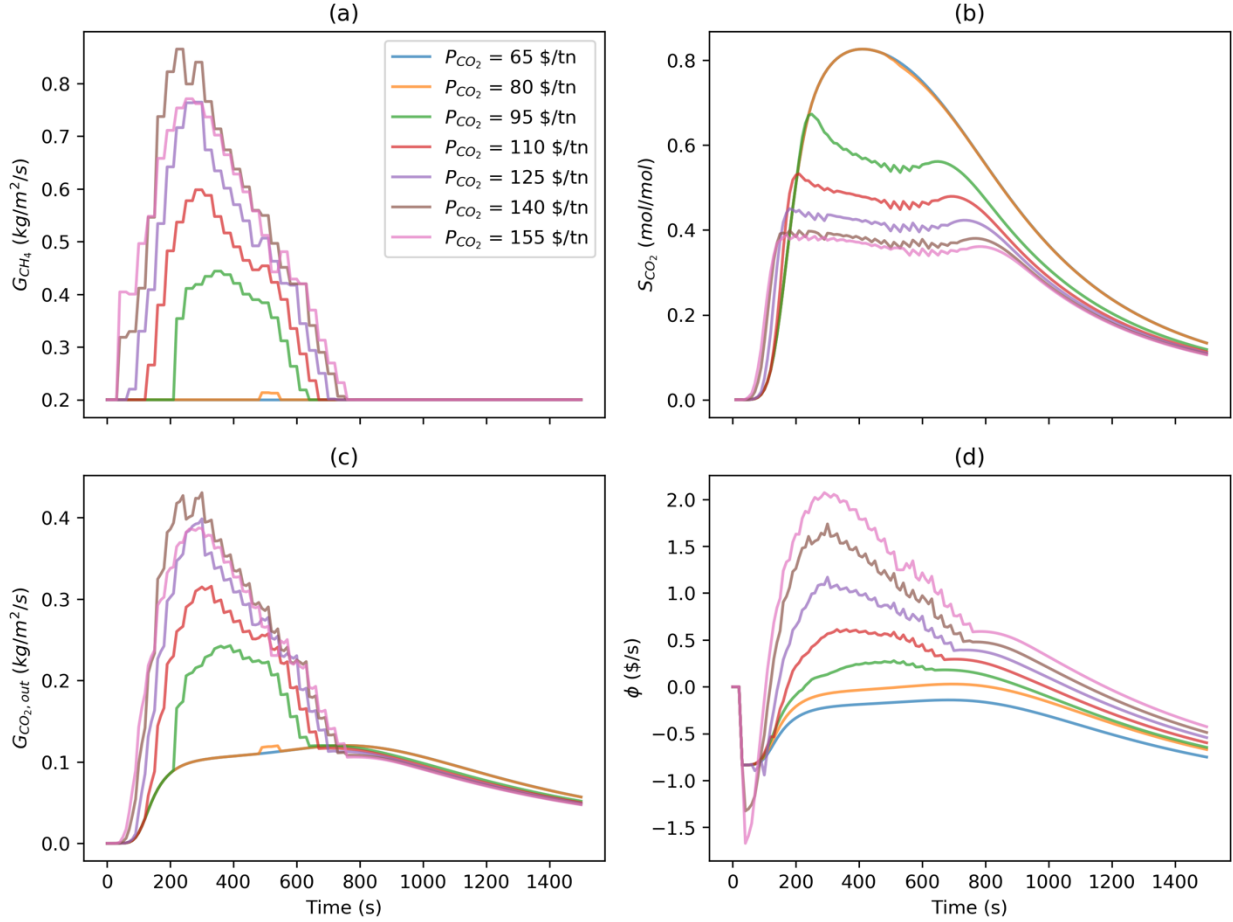 (a)
(b)
P_CO₂ = 65 $/tn
P_CO₂ = 80 $/tn
P_CO₂ = 95 $/tn
P_CO₂ = 110 $/tn
P_CO₂ = 125 $/tn
P_CO₂ = 140 $/tn
P_CO₂ = 155 $/tn
G_CH₄ (kg/m²/s)
0.8
0.7
0.6
0.5
0.4
0.3
0.2
S_CO₂ (mol/mol)
0.8
0.6
0.4
0.2
0.0
(c)
(d)
G_CO₂, out (kg/m²/s)
0.4
0.3
0.2
0.1
0.0
0 200 400 600 800 1000 1200 1400
Time (s)
ϕ ($/s)
2.0
1.5
1.0
0.5
0.0
−0.5
−1.0
−1.5
0 200 400 600 800 1000 1200 1400
Time (s)